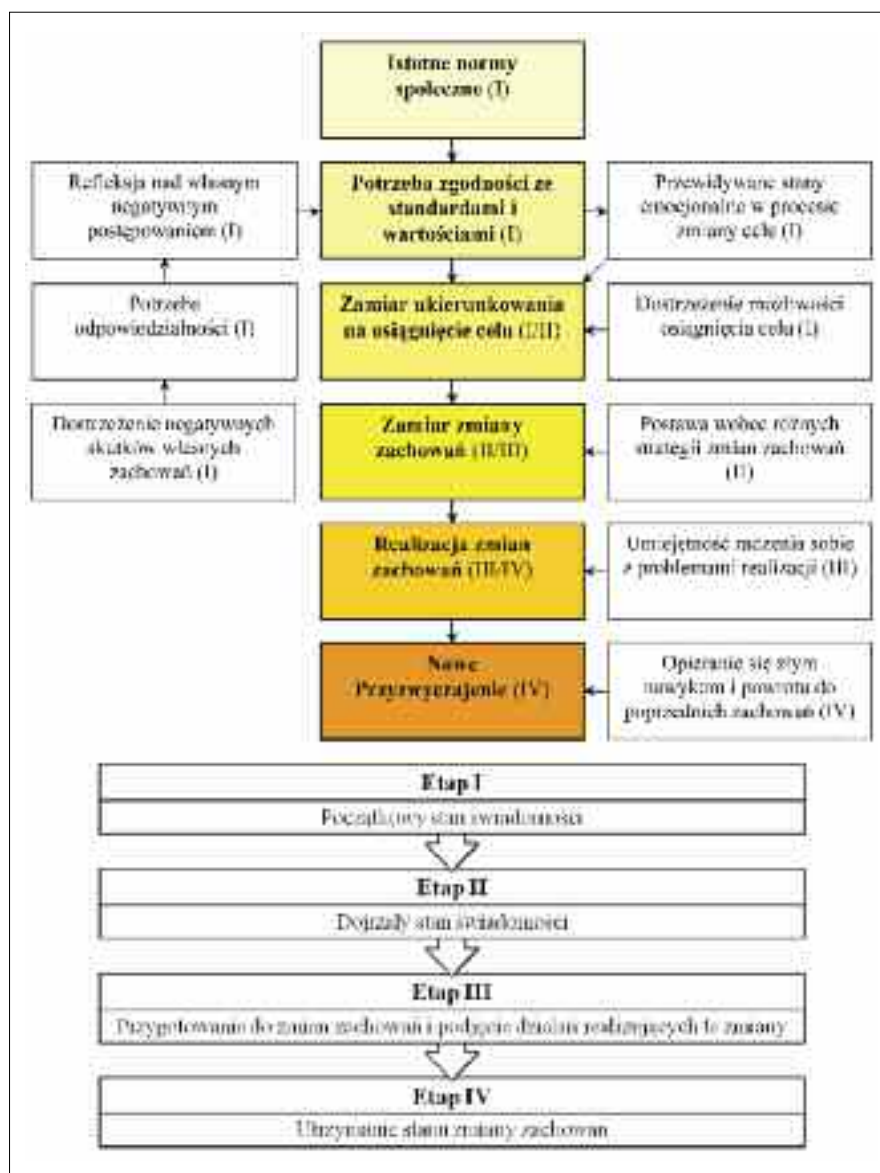 Istotne normy
społeczne (I)
Refleksja nad własnym
negatywnym
postępowaniem (I)
Potrzeba zgodności ze
standardami i
wartościami (I)
Przewidywane stany
emocjonalne w procesie
zmiany celu (I)
Potrzeba
odpowiedzialności (I)
Zamiar ukierunkowania
na osiągnięcie celu (I/II)
Dostrzeżenie możliwości
osiągnięcia celu (I)
Dostrzeżenie negatywnych
skutków własnych
zachowań (I)
Zamiar zmiany
zachowań (II/III)
Postawa wobec różnych
strategii zmian zachowań
(II)
Realizacja zmian
zachowań (III/IV)
Umiejętność radzenia sobie
z problemami realizacji (III)
Nowe
Przyzwyczajenie (IV)
Opieranie się złym
nawykom i powrotu do
poprzednich zachowań (IV)
Etap I
Początkowy stan świadomości
Etap II
Dojrzały stan świadomości
Etap III
Przygotowanie do zmian zachowań i podjęcie działań realizujących te zmiany
Etap IV
Utrzymanie stanu zmiany zachowań